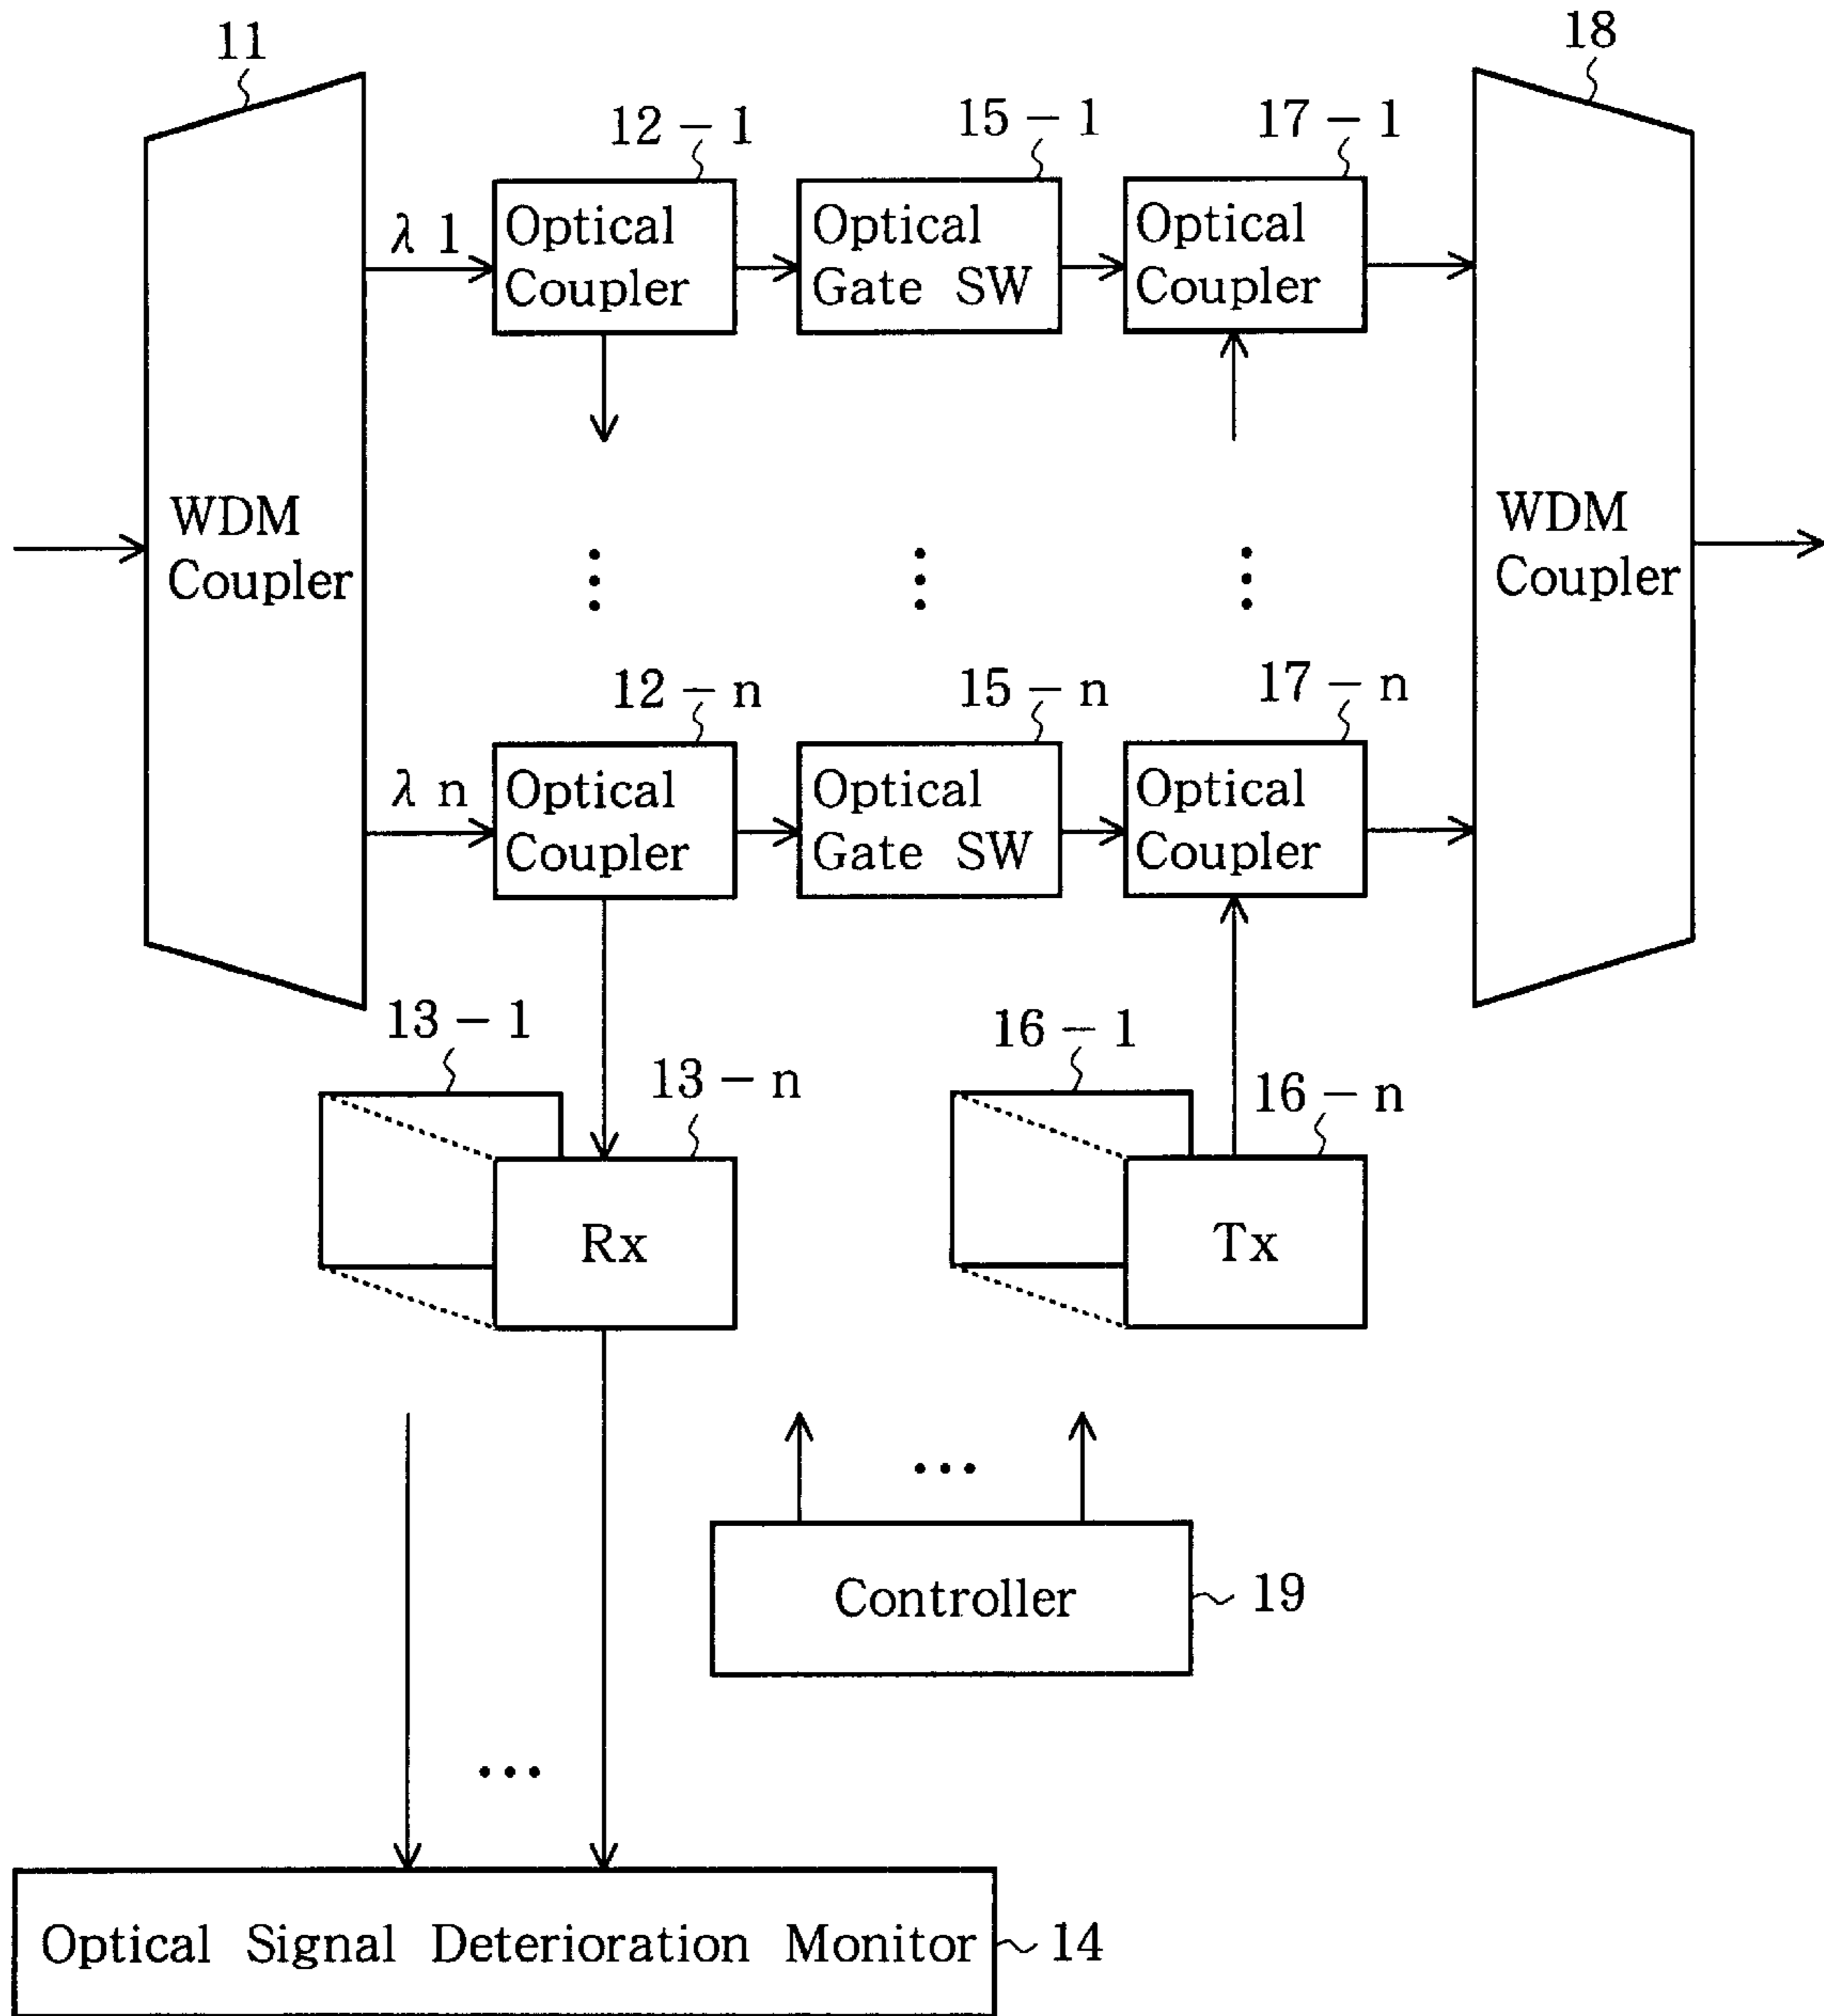 11
18
12-1
15-1
17-1
λ 1
Optical
Coupler
Optical
Gate SW
Optical
Coupler
WDM
Coupler
WDM
Coupler
12-n
15-n
17-n
λ n
Optical
Coupler
Optical
Gate SW
Optical
Coupler
13-1
16-1
13-n
16-n
Rx
Tx
Controller
19
Optical Signal Deterioration Monitor
14